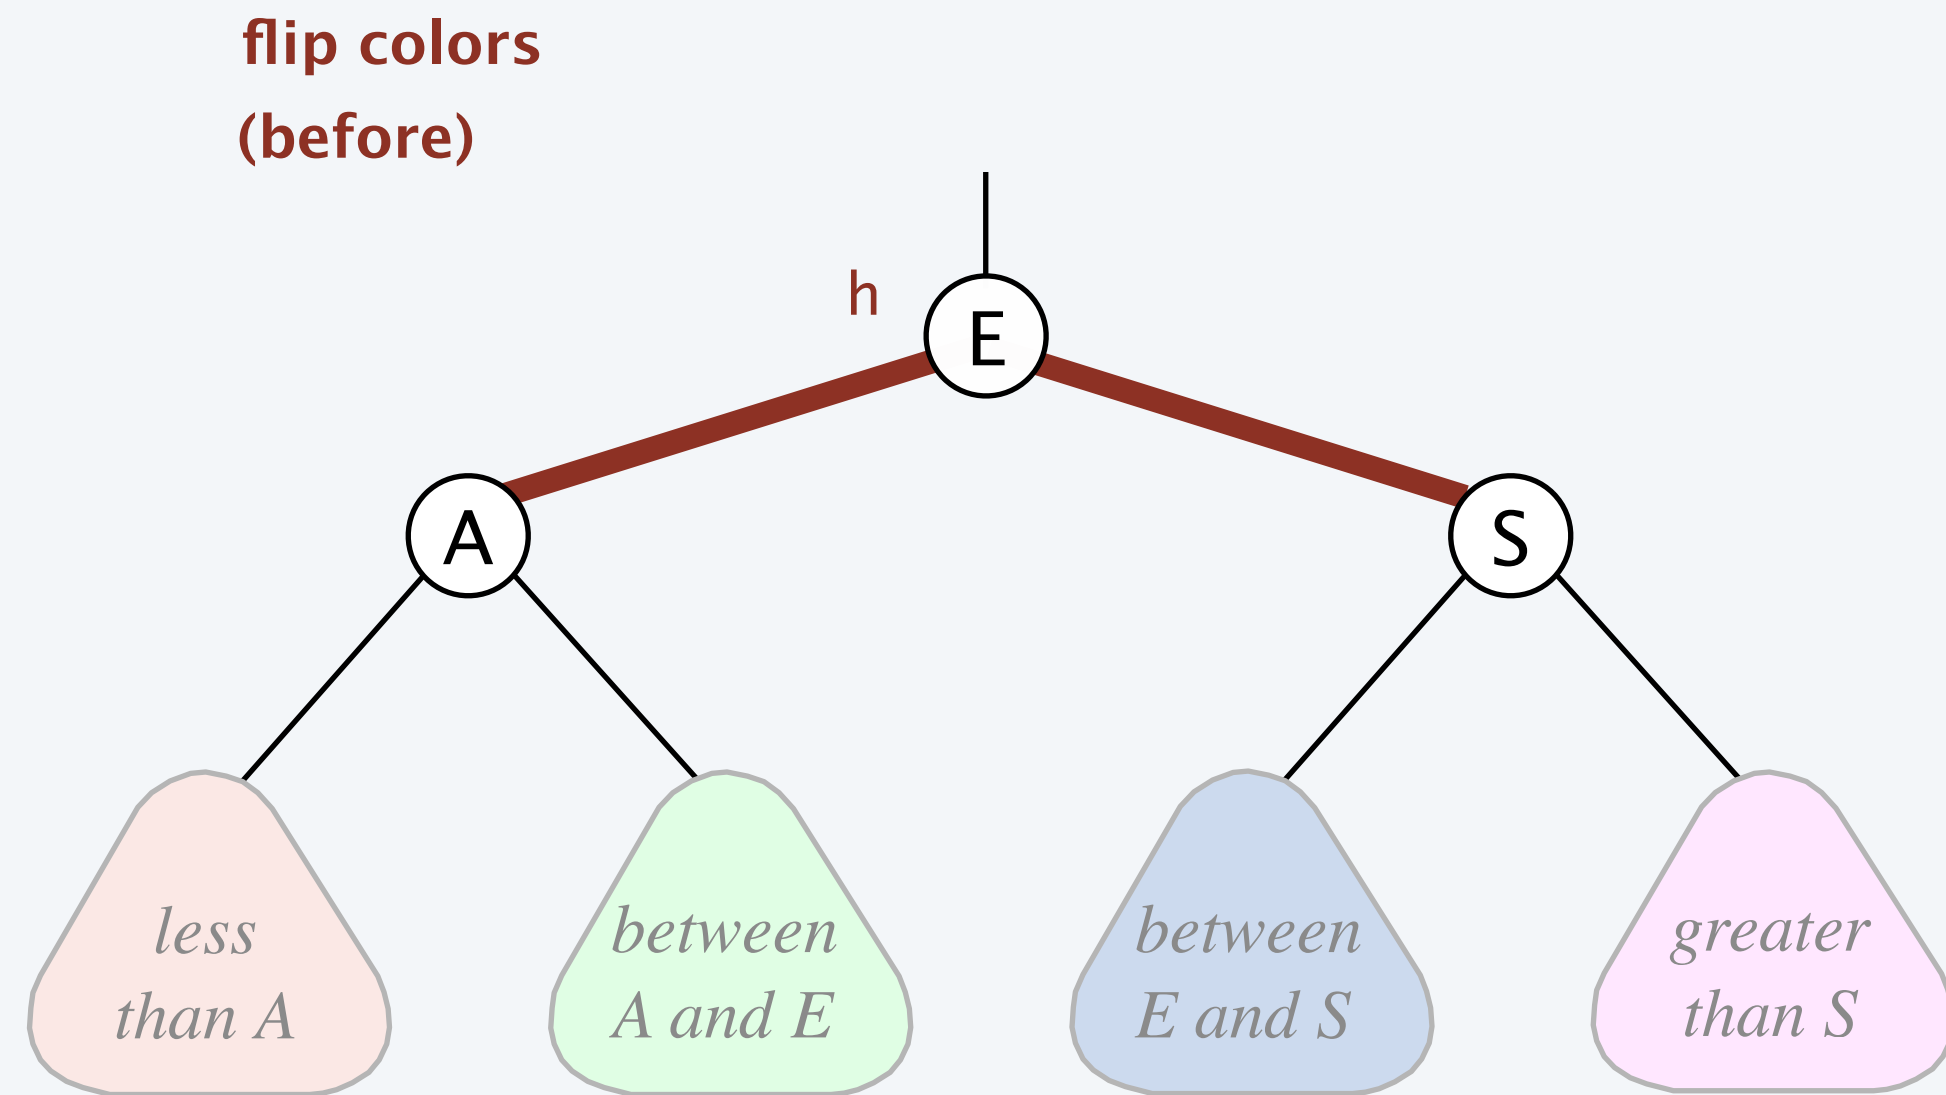 flip colors
(before)
h
E
A
S
less
than A
between
A and E
between
E and S
greater
than S